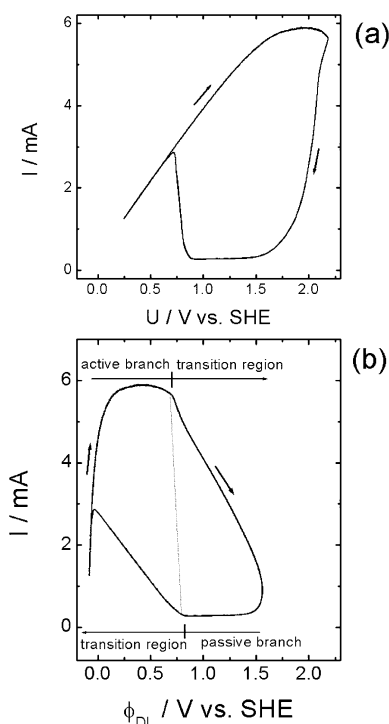 (a)
I / mA
6
4
2
0
0.0 0.5 1.0 1.5 2.0
U / V vs. SHE
(b)
active branch transition region
I / mA
6
4
2
0
transition region passive branch
0.0 0.5 1.0 1.5 2.0
ϕDL / V vs. SHE